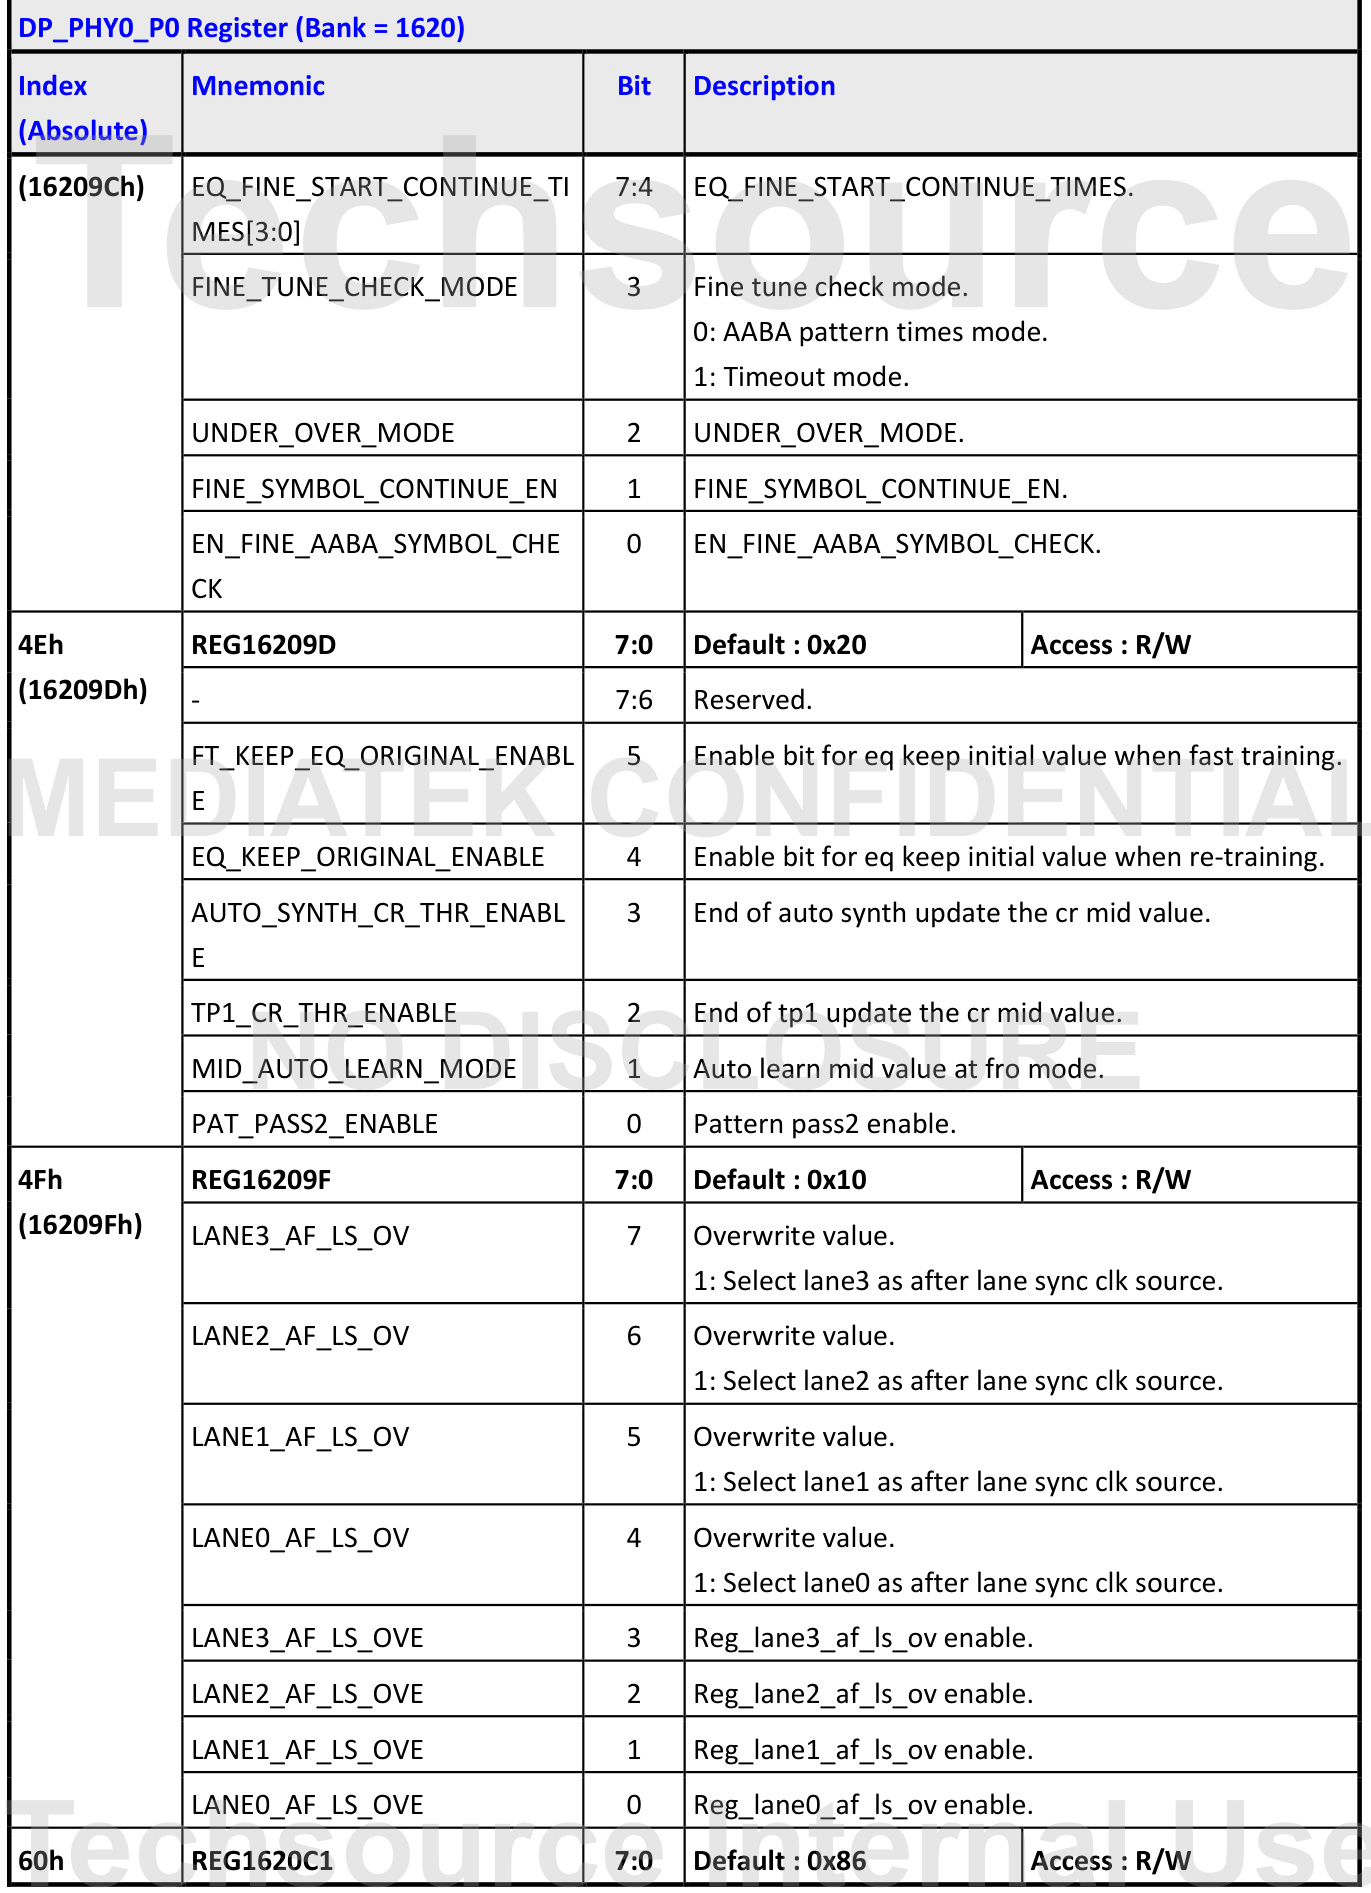 DP_PHY0_P0 Register (Bank = 1620)
Index
(Absolute)
Mnemonic
Bit
Description
(16209Ch)
EQ_FINE_START_CONTINUE_TI
MES[3:0]
7:4
EQ_FINE_START_CONTINUE_TIMES.
FINE_TUNE_CHECK_MODE
3
Fine tune check mode.
0: AABA pattern times mode.
1: Timeout mode.
UNDER_OVER_MODE
2
UNDER_OVER_MODE.
FINE_SYMBOL_CONTINUE_EN
1
FINE_SYMBOL_CONTINUE_EN.
EN_FINE_AABA_SYMBOL_CHE
CK
0
EN_FINE_AABA_SYMBOL_CHECK.
4Eh
(16209Dh)
REG16209D
7:0
Default : 0x20
Access : R/W
-
7:6
Reserved.
FT_KEEP_EQ_ORIGINAL_ENABL
E
5
Enable bit for eq keep initial value when fast training.
EQ_KEEP_ORIGINAL_ENABLE
4
Enable bit for eq keep initial value when re-training.
AUTO_SYNTH_CR_THR_ENABL
E
3
End of auto synth update the cr mid value.
TP1_CR_THR_ENABLE
2
End of tp1 update the cr mid value.
MID_AUTO_LEARN_MODE
1
Auto learn mid value at fro mode.
PAT_PASS2_ENABLE
0
Pattern pass2 enable.
4Fh
(16209Fh)
REG16209F
7:0
Default : 0x10
Access : R/W
LANE3_AF_LS_OV
7
Overwrite value.
1: Select lane3 as after lane sync clk source.
LANE2_AF_LS_OV
6
Overwrite value.
1: Select lane2 as after lane sync clk source.
LANE1_AF_LS_OV
5
Overwrite value.
1: Select lane1 as after lane sync clk source.
LANE0_AF_LS_OV
4
Overwrite value.
1: Select lane0 as after lane sync clk source.
LANE3_AF_LS_OVE
3
Reg_lane3_af_ls_ov enable.
LANE2_AF_LS_OVE
2
Reg_lane2_af_ls_ov enable.
LANE1_AF_LS_OVE
1
Reg_lane1_af_ls_ov enable.
LANE0_AF_LS_OVE
0
Reg_lane0_af_ls_ov enable.
60h
REG1620C1
7:0
Default : 0x86
Access : R/W
Techsource
MEDIATEK CONFIDENTIAL
NO DISCLOSURE
Techsource Internal Use